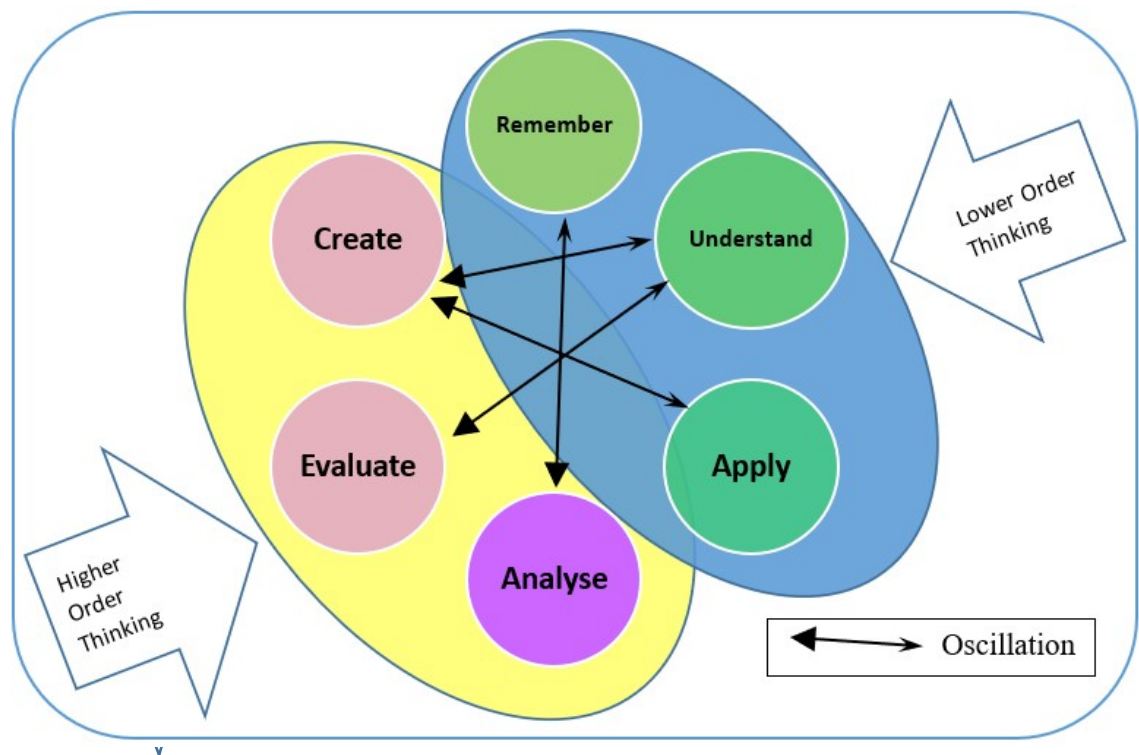 Remember
Create
Understand
Lower Order
Thinking
Evaluate
Apply
Analyse
Higher
Order
Thinking
Oscillation